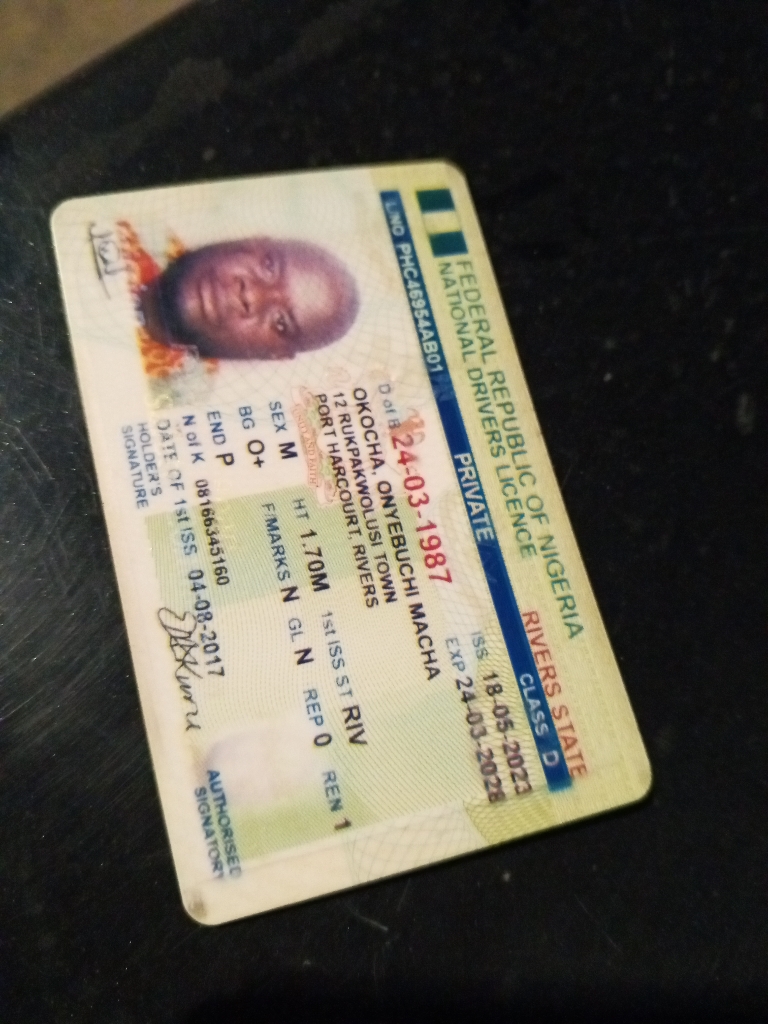 FEDERAL REPUBLIC OF NIGERIA
NATIONAL DRIVERS LICENCE
RIVERS STATE
L/NO PHC46954AB01 PRIVATE CLASS D
ISS 18-05-2023
D of B 24-03-1987 EXP 24-03-2028
OKOCHA, ONYEBUCHI MACHA
12 RUKPAKWOLUSI TOWN
PORT HARCOURT, RIVERS
SEX M HT 1.70M 1st ISS ST RIV
BG O+ F/MARKS N GL N REP 0 REN 1
END P
N of K 08166345160
DATE OF 1st ISS 04-08-2017
HOLDER'S
SIGNATURE
AUTHORISED
SIGNATORY